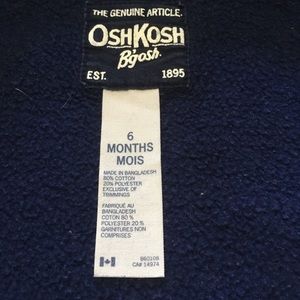 THE GENUINE ARTICLE.
OSHKOSH
B'gosh.
EST. 1895
6
MONTHS
MOIS
MADE IN BANGLADESH
80% COTTON
20% POLYESTER
EXCLUSIVE OF
TRIMMINGS
FABRIQUÉ AU
BANGLADESH
COTON 80 %
POLYESTER 20 %
GARNITURES NON
COMPRISES
B6010B
CA# 14974